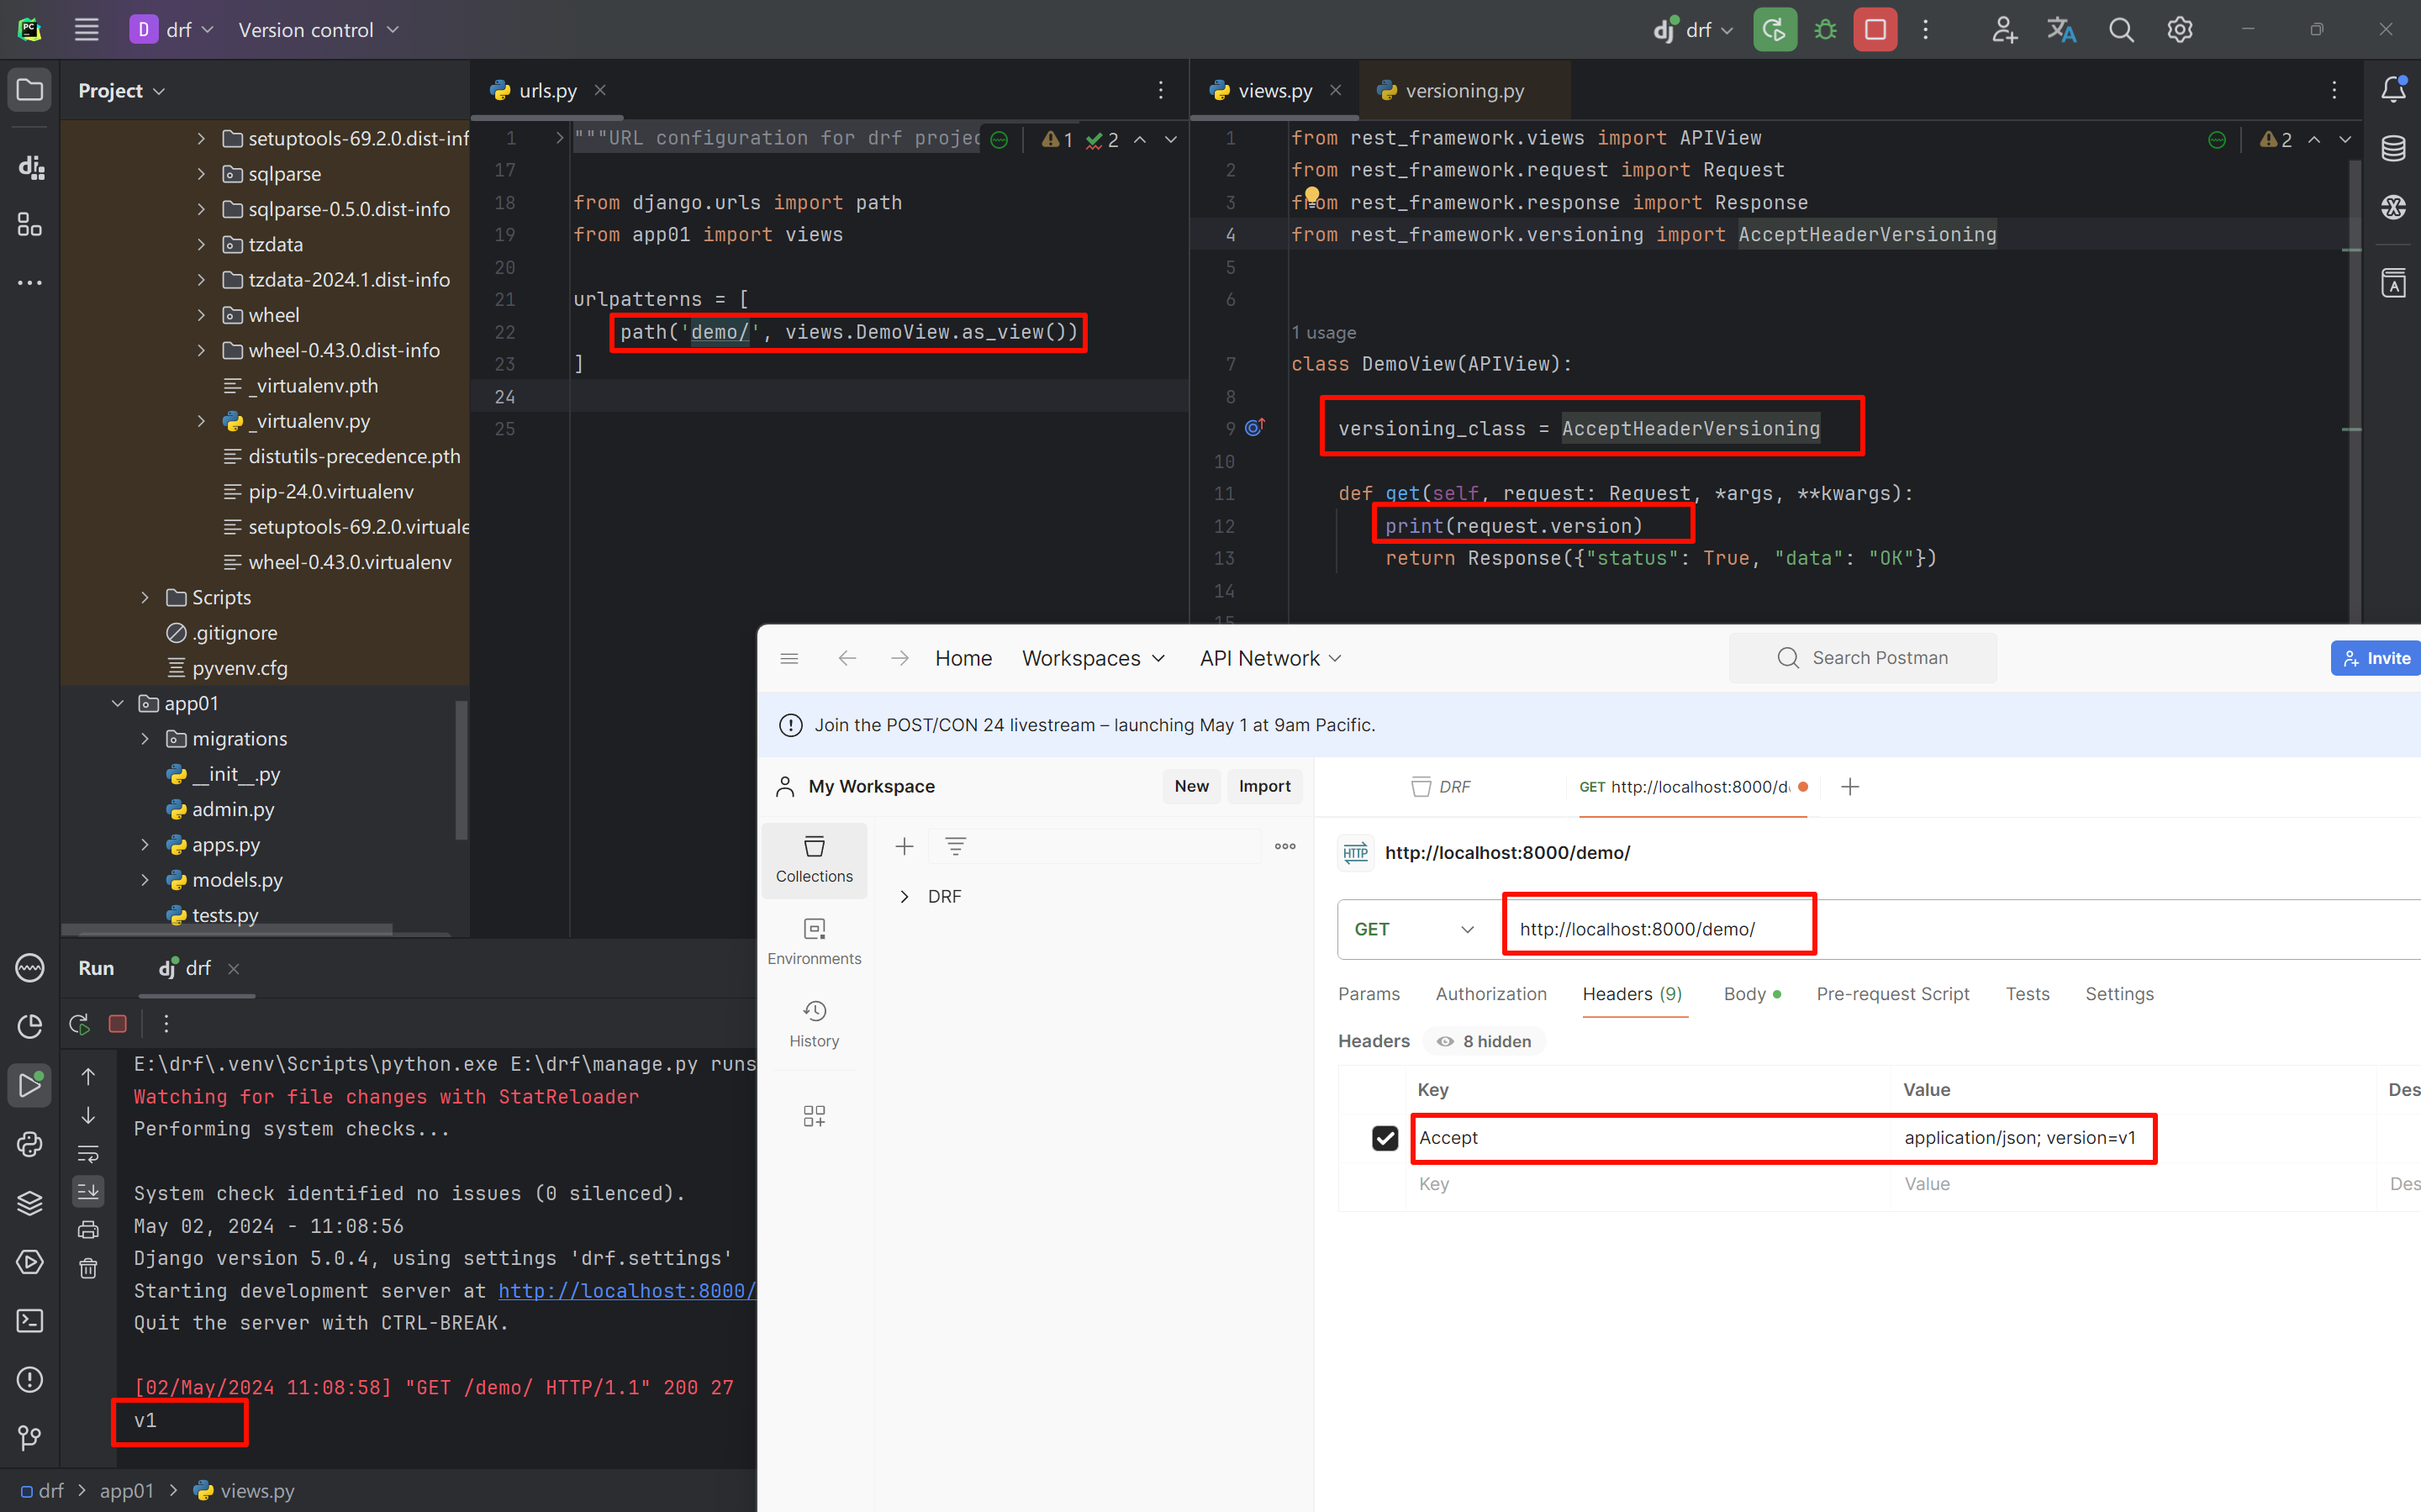 D drf
Version control
drf
Project
setuptools-69.2.0.dist-inf
sqlparse
sqlparse-0.5.0.dist-info
tzdata
tzdata-2024.1.dist-info
wheel
wheel-0.43.0.dist-info
_virtualenv.pth
_virtualenv.py
distutils-precedence.pth
pip-24.0.virtualenv
setuptools-69.2.0.virtuale
wheel-0.43.0.virtualenv
Scripts
.gitignore
pyvenv.cfg
app01
migrations
__init__.py
admin.py
apps.py
models.py
tests.py
urls.py
1 """URL configuration for drf projec
1 2
17
18 from django.urls import path
19 from app01 import views
20
21 urlpatterns = [
22 path('demo/', views.DemoView.as_view())
23 ]
24
25
views.py
versioning.py
1 from rest_framework.views import APIView
2
2 from rest_framework.request import Request
3 from rest_framework.response import Response
4 from rest_framework.versioning import AcceptHeaderVersioning
5
6
1 usage
7 class DemoView(APIView):
8
9 versioning_class = AcceptHeaderVersioning
10
11 def get(self, request: Request, *args, **kwargs):
12 print(request.version)
13 return Response({"status": True, "data": "OK"})
14
15
Run
drf
E:\drf\.venv\Scripts\python.exe E:\drf\manage.py runs
Watching for file changes with StatReloader
Performing system checks...
System check identified no issues (0 silenced).
May 02, 2024 - 11:08:56
Django version 5.0.4, using settings 'drf.settings'
Starting development server at http://localhost:8000/
Quit the server with CTRL-BREAK.
[02/May/2024 11:08:58] "GET /demo/ HTTP/1.1" 200 27
v1
drf > app01 > views.py
Home
Workspaces
API Network
Search Postman
Invite
Join the POST/CON 24 livestream – launching May 1 at 9am Pacific.
My Workspace
New
Import
DRF
GET http://localhost:8000/d
Collections
DRF
Environments
History
HTTP http://localhost:8000/demo/
GET http://localhost:8000/demo/
Params
Authorization
Headers (9)
Body
Pre-request Script
Tests
Settings
Headers
8 hidden
Key Value Des
Accept application/json; version=v1
Key Value Des